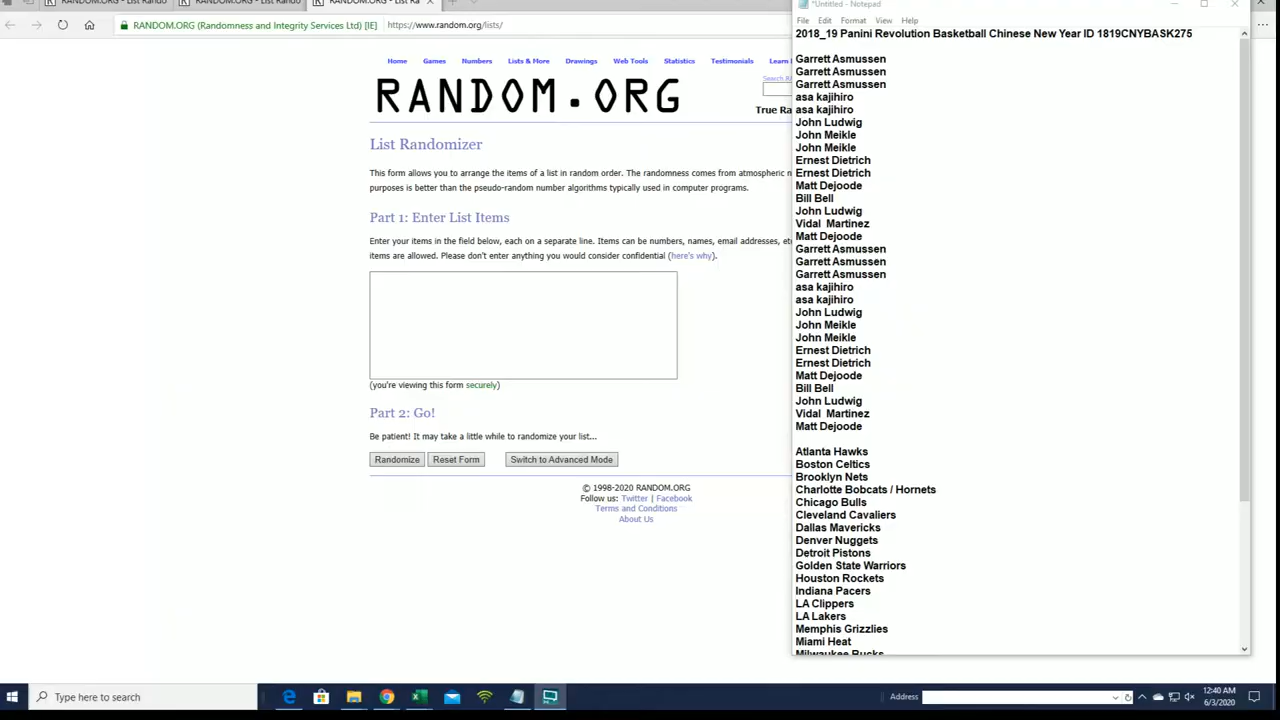 RANDOM.ORG - List Rando
RANDOM.ORG - List Rando
RANDOM.ORG - List Ra
RANDOM.ORG (Randomness and Integrity Services Ltd) [IE]
https://www.random.org/lists/
Home Games Numbers Lists & More Drawings Web Tools Statistics Testimonials Learn
RANDOM.ORG
True Ra
List Randomizer
This form allows you to arrange the items of a list in random order. The randomness comes from atmospheric n
purposes is better than the pseudo-random number algorithms typically used in computer programs.
Part 1: Enter List Items
Enter your items in the field below, each on a separate line. Items can be numbers, names, email addresses, etc
items are allowed. Please don't enter anything you would consider confidential (here's why).
(you're viewing this form securely)
Part 2: Go!
Be patient! It may take a little while to randomize your list...
Randomize Reset Form Switch to Advanced Mode
© 1998-2020 RANDOM.ORG
Follow us: Twitter | Facebook
Terms and Conditions
About Us
*Untitled - Notepad
File Edit Format View Help
2018_19 Panini Revolution Basketball Chinese New Year ID 1819CNYBASK275
Garrett Asmussen
Garrett Asmussen
Garrett Asmussen
asa kajihiro
asa kajihiro
John Ludwig
John Meikle
John Meikle
Ernest Dietrich
Ernest Dietrich
Matt Dejoode
Bill Bell
John Ludwig
Vidal  Martinez
Matt Dejoode
Garrett Asmussen
Garrett Asmussen
Garrett Asmussen
asa kajihiro
asa kajihiro
John Ludwig
John Meikle
John Meikle
Ernest Dietrich
Ernest Dietrich
Matt Dejoode
Bill Bell
John Ludwig
Vidal  Martinez
Matt Dejoode
Atlanta Hawks
Boston Celtics
Brooklyn Nets
Charlotte Bobcats / Hornets
Chicago Bulls
Cleveland Cavaliers
Dallas Mavericks
Denver Nuggets
Detroit Pistons
Golden State Warriors
Houston Rockets
Indiana Pacers
LA Clippers
LA Lakers
Memphis Grizzlies
Miami Heat
Milwaukee Bucks
Type here to search
Address
12:40 AM
6/3/2020